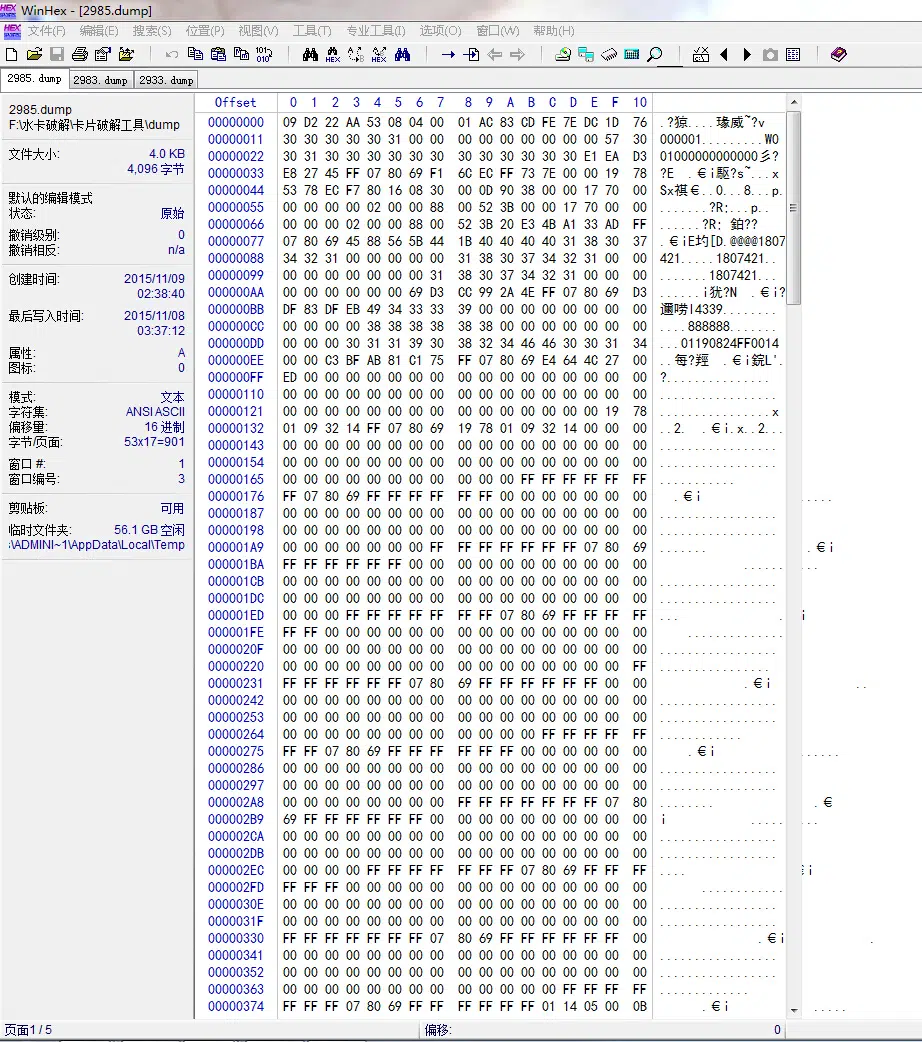 WinHex - [2985.dump]
文件(F) 编辑(E) 搜索(S) 位置(P) 视图(V) 工具(T) 专业工具(I) 选项(O) 窗口(W) 帮助(H)
2985. dump 2983. dump 2933. dump
2985.dump
F:\水卡破解\卡片破解工具\dump
文件大小: 4.0 KB
4,096 字节
默认的编辑模式
状态: 原始
撤销级别: 0
撤销相反: n/a
创建时间: 2015/11/09
02:38:40
最后写入时间: 2015/11/08
03:37:12
属性: A
图标: 0
模式: 文本
字符集: ANSI ASCII
偏移量: 16 进制
字节/页面: 53x17=901
窗口 #: 1
窗口编号: 3
剪贴板: 可用
临时文件夹: 56.1 GB 空闲
:\ADMINI~1\AppData\Local\Temp
Offset 0 1 2 3 4 5 6 7 8 9 A B C D E F 10
00000000 09 D2 22 AA 53 08 04 00 01 AC 83 CD FE 7E DC 1D 76
00000011 30 30 30 30 30 31 00 00 00 00 00 00 00 00 00 57 30
00000022 30 31 30 30 30 30 30 30 30 30 30 30 30 30 E1 EA D3
00000033 E8 27 45 FF 07 80 69 F1 6C EC FF 73 7E 00 00 19 78
00000044 53 78 EC F7 80 16 08 30 00 0D 90 38 00 00 17 70 00
00000055 00 00 00 00 02 00 00 88 00 52 3B 00 00 17 70 00 00
00000066 00 00 00 02 00 00 88 00 52 3B 20 E3 4B A1 33 AD FF
00000077 07 80 69 45 88 56 5B 44 1B 40 40 40 40 31 38 30 37
00000088 34 32 31 00 00 00 00 00 31 38 30 37 34 32 31 00 00
00000099 00 00 00 00 00 00 00 31 38 30 37 34 32 31 00 00 00
000000AA 00 00 00 00 00 00 69 D3 CC 99 2A 4E FF 07 80 69 D3
000000BB DF 83 DF EB 49 34 33 33 39 00 00 00 00 00 00 00 00
000000CC 00 00 00 00 38 38 38 38 38 38 00 00 00 00 00 00 00
000000DD 00 00 00 30 31 31 39 30 38 32 34 46 46 30 30 31 34
000000EE 00 00 C3 BF AB 81 C1 75 FF 07 80 69 E4 64 4C 27 00
000000FF ED 00 00 00 00 00 00 00 00 00 00 00 00 00 00 00 00
00000110 00 00 00 00 00 00 00 00 00 00 00 00 00 00 00 00 00
00000121 00 00 00 00 00 00 00 00 00 00 00 00 00 00 00 19 78
00000132 01 09 32 14 FF 07 80 69 19 78 01 09 32 14 00 00 00
00000143 00 00 00 00 00 00 00 00 00 00 00 00 00 00 00 00 00
00000154 00 00 00 00 00 00 00 00 00 00 00 00 00 00 00 00 00
00000165 00 00 00 00 00 00 00 00 00 00 00 FF FF FF FF FF FF
00000176 FF 07 80 69 FF FF FF FF FF FF 00 00 00 00 00 00 00
00000187 00 00 00 00 00 00 00 00 00 00 00 00 00 00 00 00 00
00000198 00 00 00 00 00 00 00 00 00 00 00 00 00 00 00 00 00
000001A9 00 00 00 00 00 00 00 FF FF FF FF FF FF FF 07 80 69
000001BA FF FF FF FF FF FF 00 00 00 00 00 00 00 00 00 00 00
000001CB 00 00 00 00 00 00 00 00 00 00 00 00 00 00 00 00 00
000001DC 00 00 00 00 00 00 00 00 00 00 00 00 00 00 00 00 00
000001ED 00 00 00 FF FF FF FF FF FF FF 07 80 69 FF FF FF FF
000001FE FF FF 00 00 00 00 00 00 00 00 00 00 00 00 00 00 00
0000020F 00 00 00 00 00 00 00 00 00 00 00 00 00 00 00 00 00
00000220 00 00 00 00 00 00 00 00 00 00 00 00 00 00 00 00 FF
00000231 FF FF FF FF FF FF 07 80 69 FF FF FF FF FF FF 00 00
00000242 00 00 00 00 00 00 00 00 00 00 00 00 00 00 00 00 00
00000253 00 00 00 00 00 00 00 00 00 00 00 00 00 00 00 00 00
00000264 00 00 00 00 00 00 00 00 00 00 00 00 FF FF FF FF FF
00000275 FF FF 07 80 69 FF FF FF FF FF FF 00 00 00 00 00 00
00000286 00 00 00 00 00 00 00 00 00 00 00 00 00 00 00 00 00
00000297 00 00 00 00 00 00 00 00 00 00 00 00 00 00 00 00 00
000002A8 00 00 00 00 00 00 00 00 FF FF FF FF FF FF FF 07 80
000002B9 69 FF FF FF FF FF FF 00 00 00 00 00 00 00 00 00 00
000002CA 00 00 00 00 00 00 00 00 00 00 00 00 00 00 00 00 00
000002DB 00 00 00 00 00 00 00 00 00 00 00 00 00 00 00 00 00
000002EC 00 00 00 00 FF FF FF FF FF FF FF 07 80 69 FF FF FF
000002FD FF FF FF 00 00 00 00 00 00 00 00 00 00 00 00 00 00
0000030E 00 00 00 00 00 00 00 00 00 00 00 00 00 00 00 00 00
0000031F 00 00 00 00 00 00 00 00 00 00 00 00 00 00 00 00 00
00000330 FF FF FF FF FF FF FF 07 80 69 FF FF FF FF FF FF 00
00000341 00 00 00 00 00 00 00 00 00 00 00 00 00 00 00 00 00
00000352 00 00 00 00 00 00 00 00 00 00 00 00 00 00 00 00 00
00000363 00 00 00 00 00 00 00 00 00 00 00 00 00 FF FF FF FF
00000374 FF FF FF 07 80 69 FF FF FF FF FF FF 01 14 05 00 0B
页面1 / 5 偏移: 0